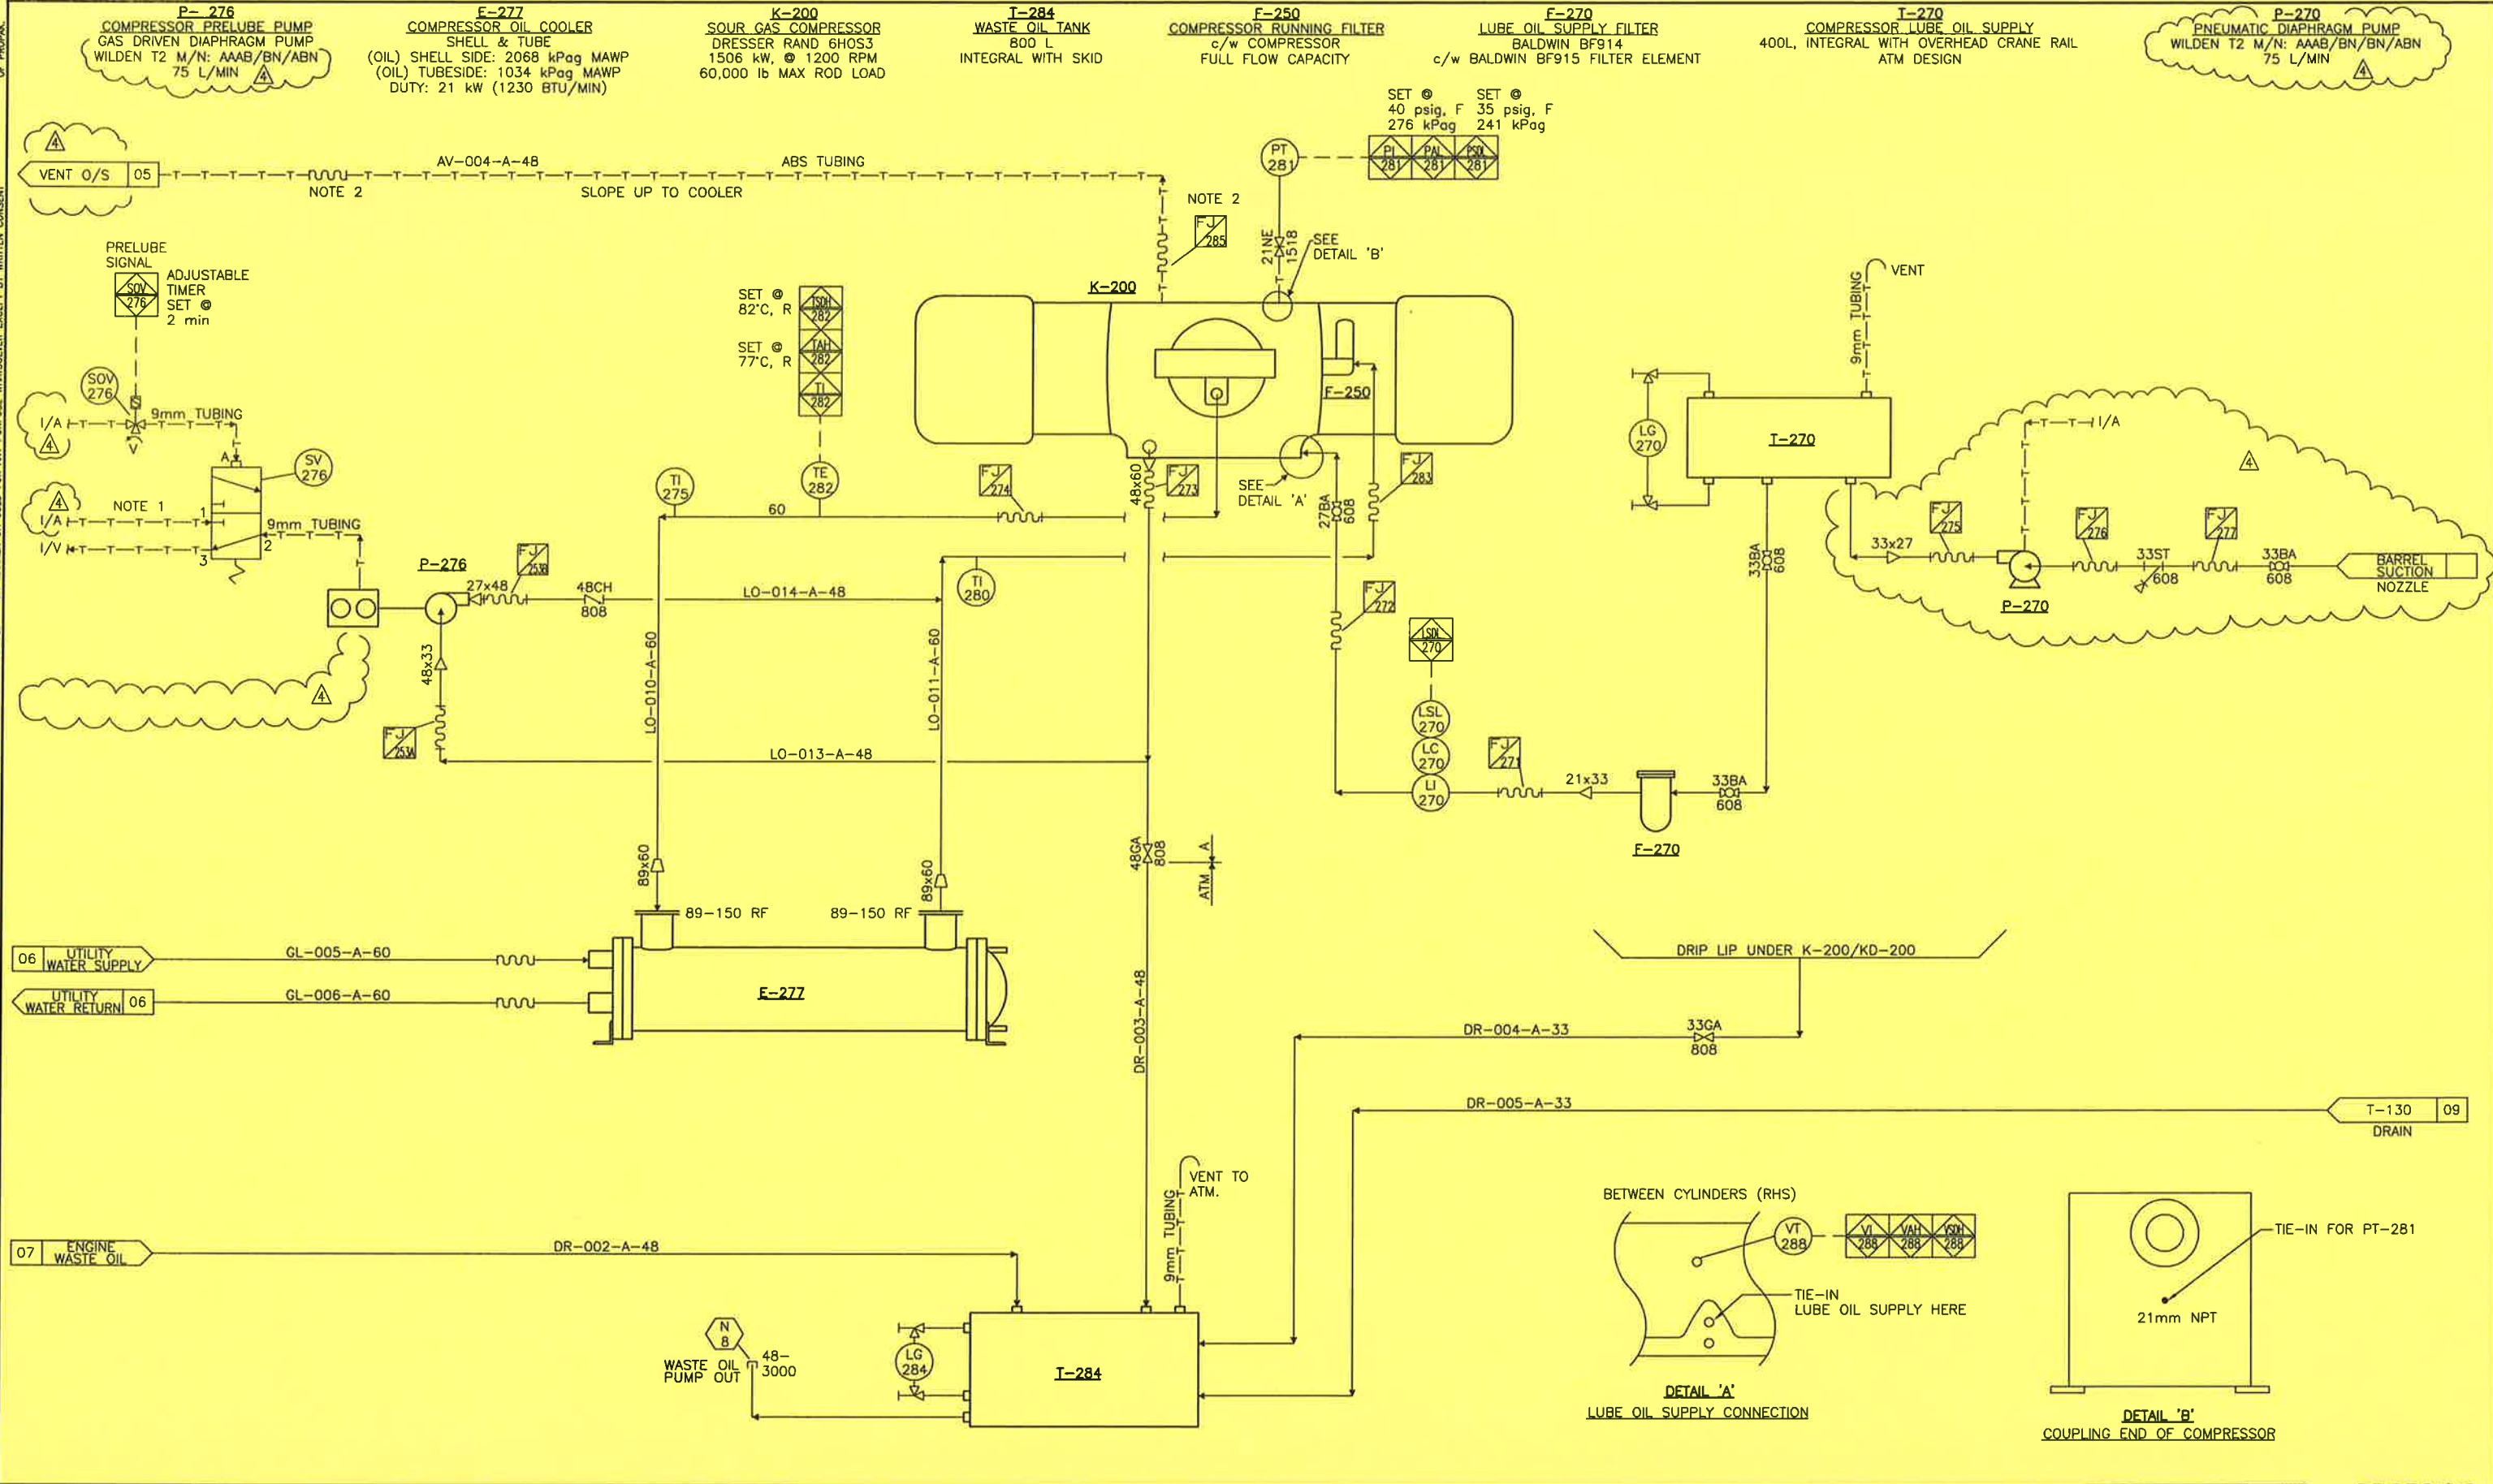 P- 276
COMPRESSOR PRELUBE PUMP
GAS DRIVEN DIAPHRAGM PUMP
WILDEN T2 M/N: AAAB/BN/BN/ABN
75 L/MIN
4
E-277
COMPRESSOR OIL COOLER
SHELL & TUBE
(OIL) SHELL SIDE: 2068 kPag MAWP
(OIL) TUBESIDE: 1034 kPag MAWP
DUTY: 21 kW (1230 BTU/MIN)
K-200
SOUR GAS COMPRESSOR
DRESSER RAND 6HOS3
1506 kW, @ 1200 RPM
60,000 lb MAX ROD LOAD
T-284
WASTE OIL TANK
800 L
INTEGRAL WITH SKID
F-250
COMPRESSOR RUNNING FILTER
c/w COMPRESSOR
FULL FLOW CAPACITY
F-270
LUBE OIL SUPPLY FILTER
BALDWIN BF914
c/w BALDWIN BF915 FILTER ELEMENT
T-270
COMPRESSOR LUBE OIL SUPPLY
400L, INTEGRAL WITH OVERHEAD CRANE RAIL
ATM DESIGN
P-270
PNEUMATIC DIAPHRAGM PUMP
WILDEN T2 M/N: AAAB/BN/BN/ABN
75 L/MIN
4
SET @
40 psig, F
276 kPag
SET @
35 psig, F
241 kPag
PT
281
PI
281
PAL
281
PSDL
281
4
VENT O/S 05
AV-004-A-48
ABS TUBING
NOTE 2
SLOPE UP TO COOLER
NOTE 2
FJ
285
21NE
1518
SEE
DETAIL 'B'
PRELUBE
SIGNAL
SOV
276
ADJUSTABLE
TIMER
SET @
2 min
SOV
276
S
I/A
9mm TUBING
4
V
A
SV
276
4
NOTE 1
I/A
1
9mm TUBING
I/V
2
3
SET @
82°C, R
TSDH
282
SET @
77°C, R
TAH
282
TI
282
K-200
F-250
TI
275
TE
282
60
FJ
274
48x60
FJ
273
SEE
DETAIL 'A'
27BA
608
FJ
283
9mm TUBING
VENT
LG
270
T-270
I/A
4
33x27
FJ
275
FJ
276
FJ
277
33ST
608
33BA
608
BARREL
SUCTION
NOZZLE
P-270
33BA
608
P-276
FJ
253B
27x48
48CH
808
LO-014-A-48
TI
280
FJ
272
LSDL
270
LSL
270
LC
270
LI
270
FJ
271
21x33
33BA
608
F-270
48x33
4
FJ
253A
LO-010-A-60
LO-011-A-60
LO-013-A-48
48GA
808
A
ATM
89x60
89x60
89-150 RF
89-150 RF
06 UTILITY
WATER SUPPLY
GL-005-A-60
UTILITY
WATER RETURN 06
GL-006-A-60
E-277
DR-003-A-48
DRIP LIP UNDER K-200/KD-200
DR-004-A-33
33GA
808
DR-005-A-33
T-130 09
DRAIN
07 ENGINE
WASTE OIL
DR-002-A-48
9mm TUBING
VENT TO
ATM.
N
8
WASTE OIL
PUMP OUT
48-
3000
LG
284
T-284
BETWEEN CYLINDERS (RHS)
VT
288
VI
288
VAH
288
VSDH
288
TIE-IN
LUBE OIL SUPPLY HERE
DETAIL 'A'
LUBE OIL SUPPLY CONNECTION
TIE-IN FOR PT-281
21mm NPT
DETAIL 'B'
COUPLING END OF COMPRESSOR